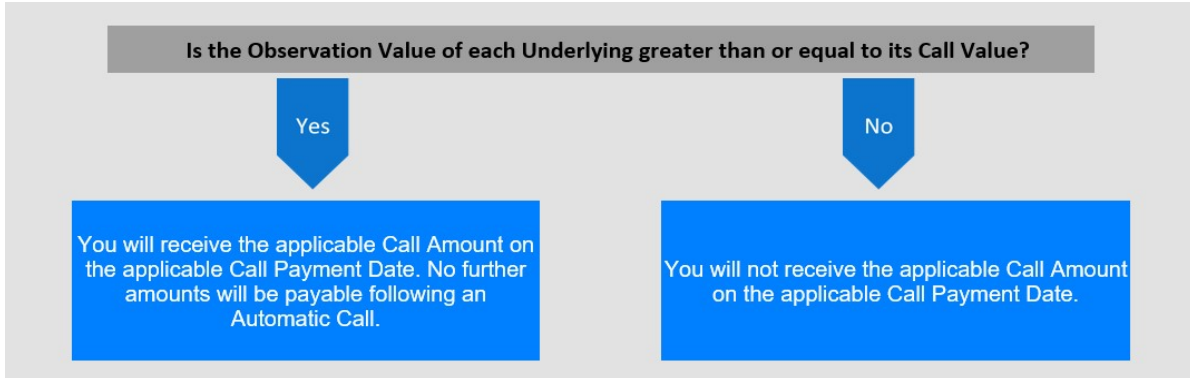 Is the Observation Value of each Underlying greater than or equal to its Call Value?
Yes
No
You will receive the applicable Call Amount on
the applicable Call Payment Date. No further
amounts will be payable following an
Automatic Call.
You will not receive the applicable Call Amount
on the applicable Call Payment Date.